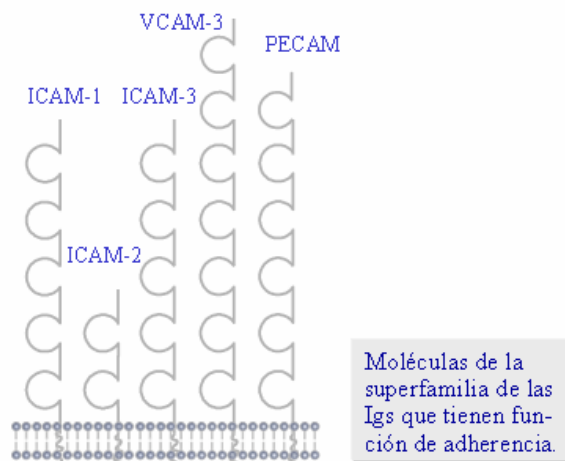 VCAM-3
PECAM
ICAM-1
ICAM-3
ICAM-2
Moléculas de la
superfamilia de las
Igs que tienen fun-
ción de adherencia.